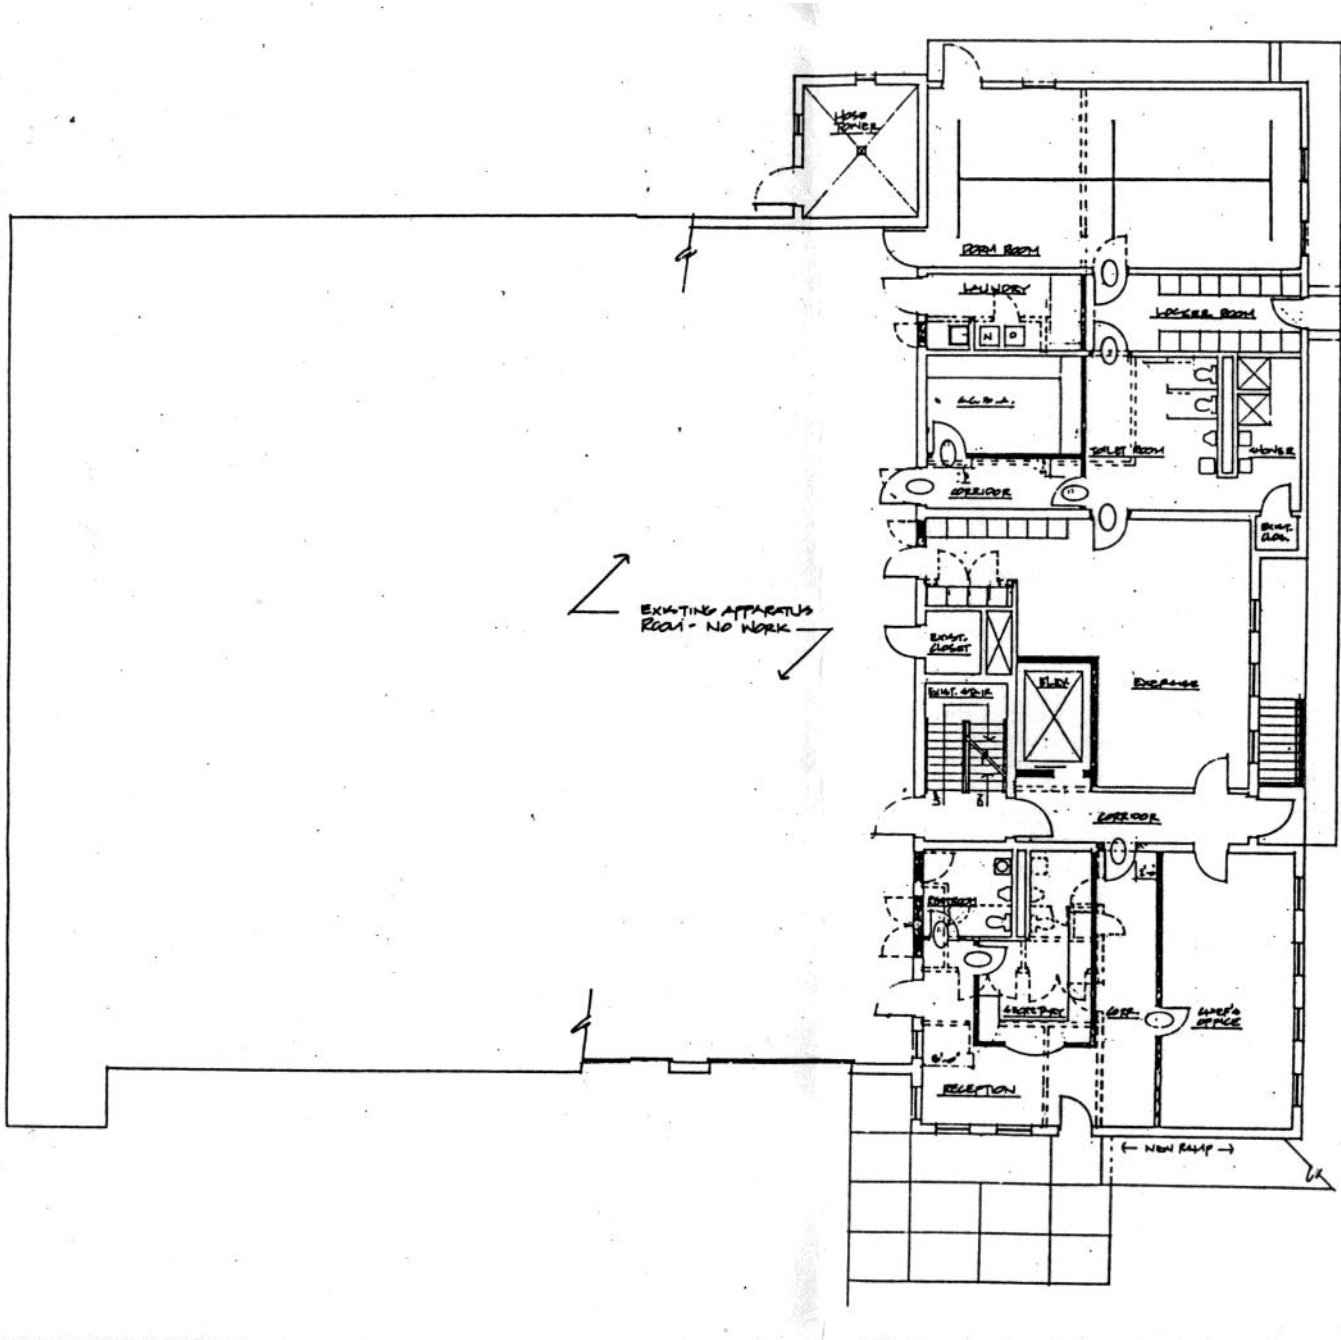 HOSE
TOWER
DORM ROOM
LAUNDRY
LOCKER ROOM
W
D
TOILET ROOM
SHOWER
CORRIDOR
EXIST.
CLOS.
EXISTING APPARATUS
ROOM - NO WORK
EXIST.
CLOSET
EXIST. STAIR
ELEV.
EXERCISE
UP
CORRIDOR
RESTROOM
SECRETARY
CORR.
CHIEF'S
OFFICE
RECEPTION
← NEW RAMP →